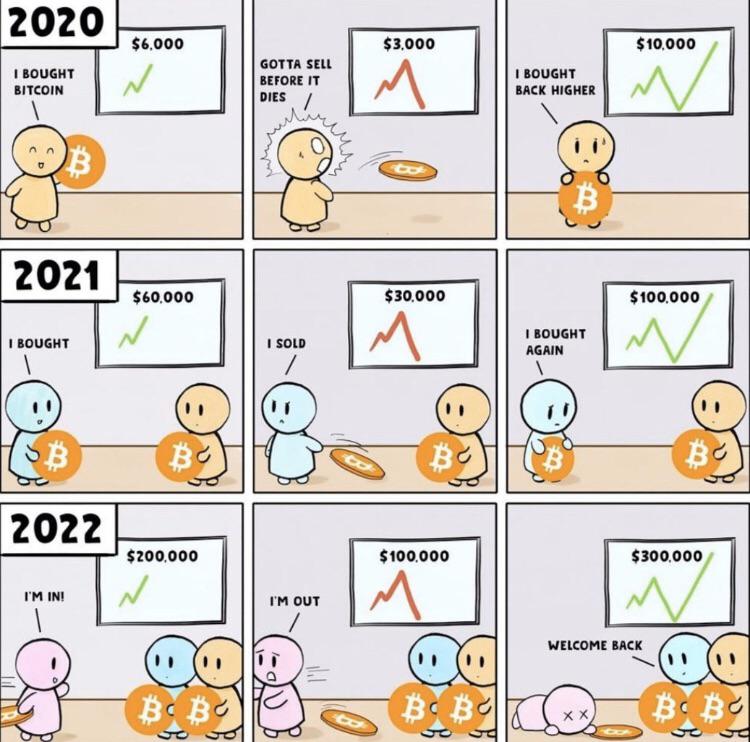 2020
$6,000
I BOUGHT
BITCOIN
$3,000
GOTTA SELL
BEFORE IT
DIES
$10,000
I BOUGHT
BACK HIGHER
2021
$60,000
I BOUGHT
$30,000
I SOLD
$100,000
I BOUGHT
AGAIN
2022
$200,000
I'M IN!
$100,000
I'M OUT
$300,000
WELCOME BACK